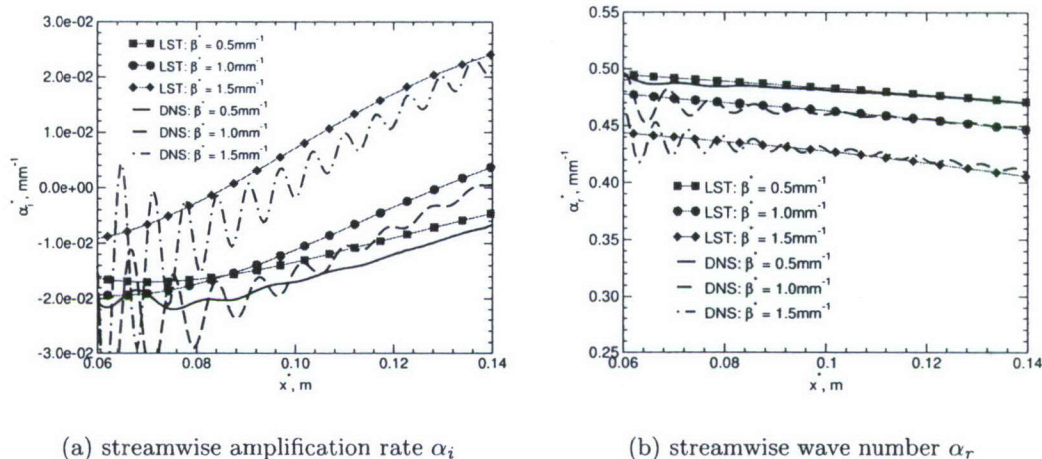 3.0e-02
2.0e-02
1.0e-02
0.0e+00
-1.0e-02
-2.0e-02
-3.0e-02
α*i, mm-1
LST: β* = 0.5mm-1
LST: β* = 1.0mm-1
LST: β* = 1.5mm-1
DNS: β* = 0.5mm-1
DNS: β* = 1.0mm-1
DNS: β* = 1.5mm-1
0.06 0.08 0.10 0.12 0.14
x*, m
(a) streamwise amplification rate αi
0.55
0.50
0.45
0.40
0.45
0.30
0.25
α*r, mm-1
LST: β* = 0.5mm-1
LST: β* = 1.0mm-1
LST: β* = 1.5mm-1
DNS: β* = 0.5mm-1
DNS: β* = 1.0mm-1
DNS: β* = 1.5mm-1
0.06 0.08 0.1 0.12 0.14
x*, m
(b) streamwise wave number αr